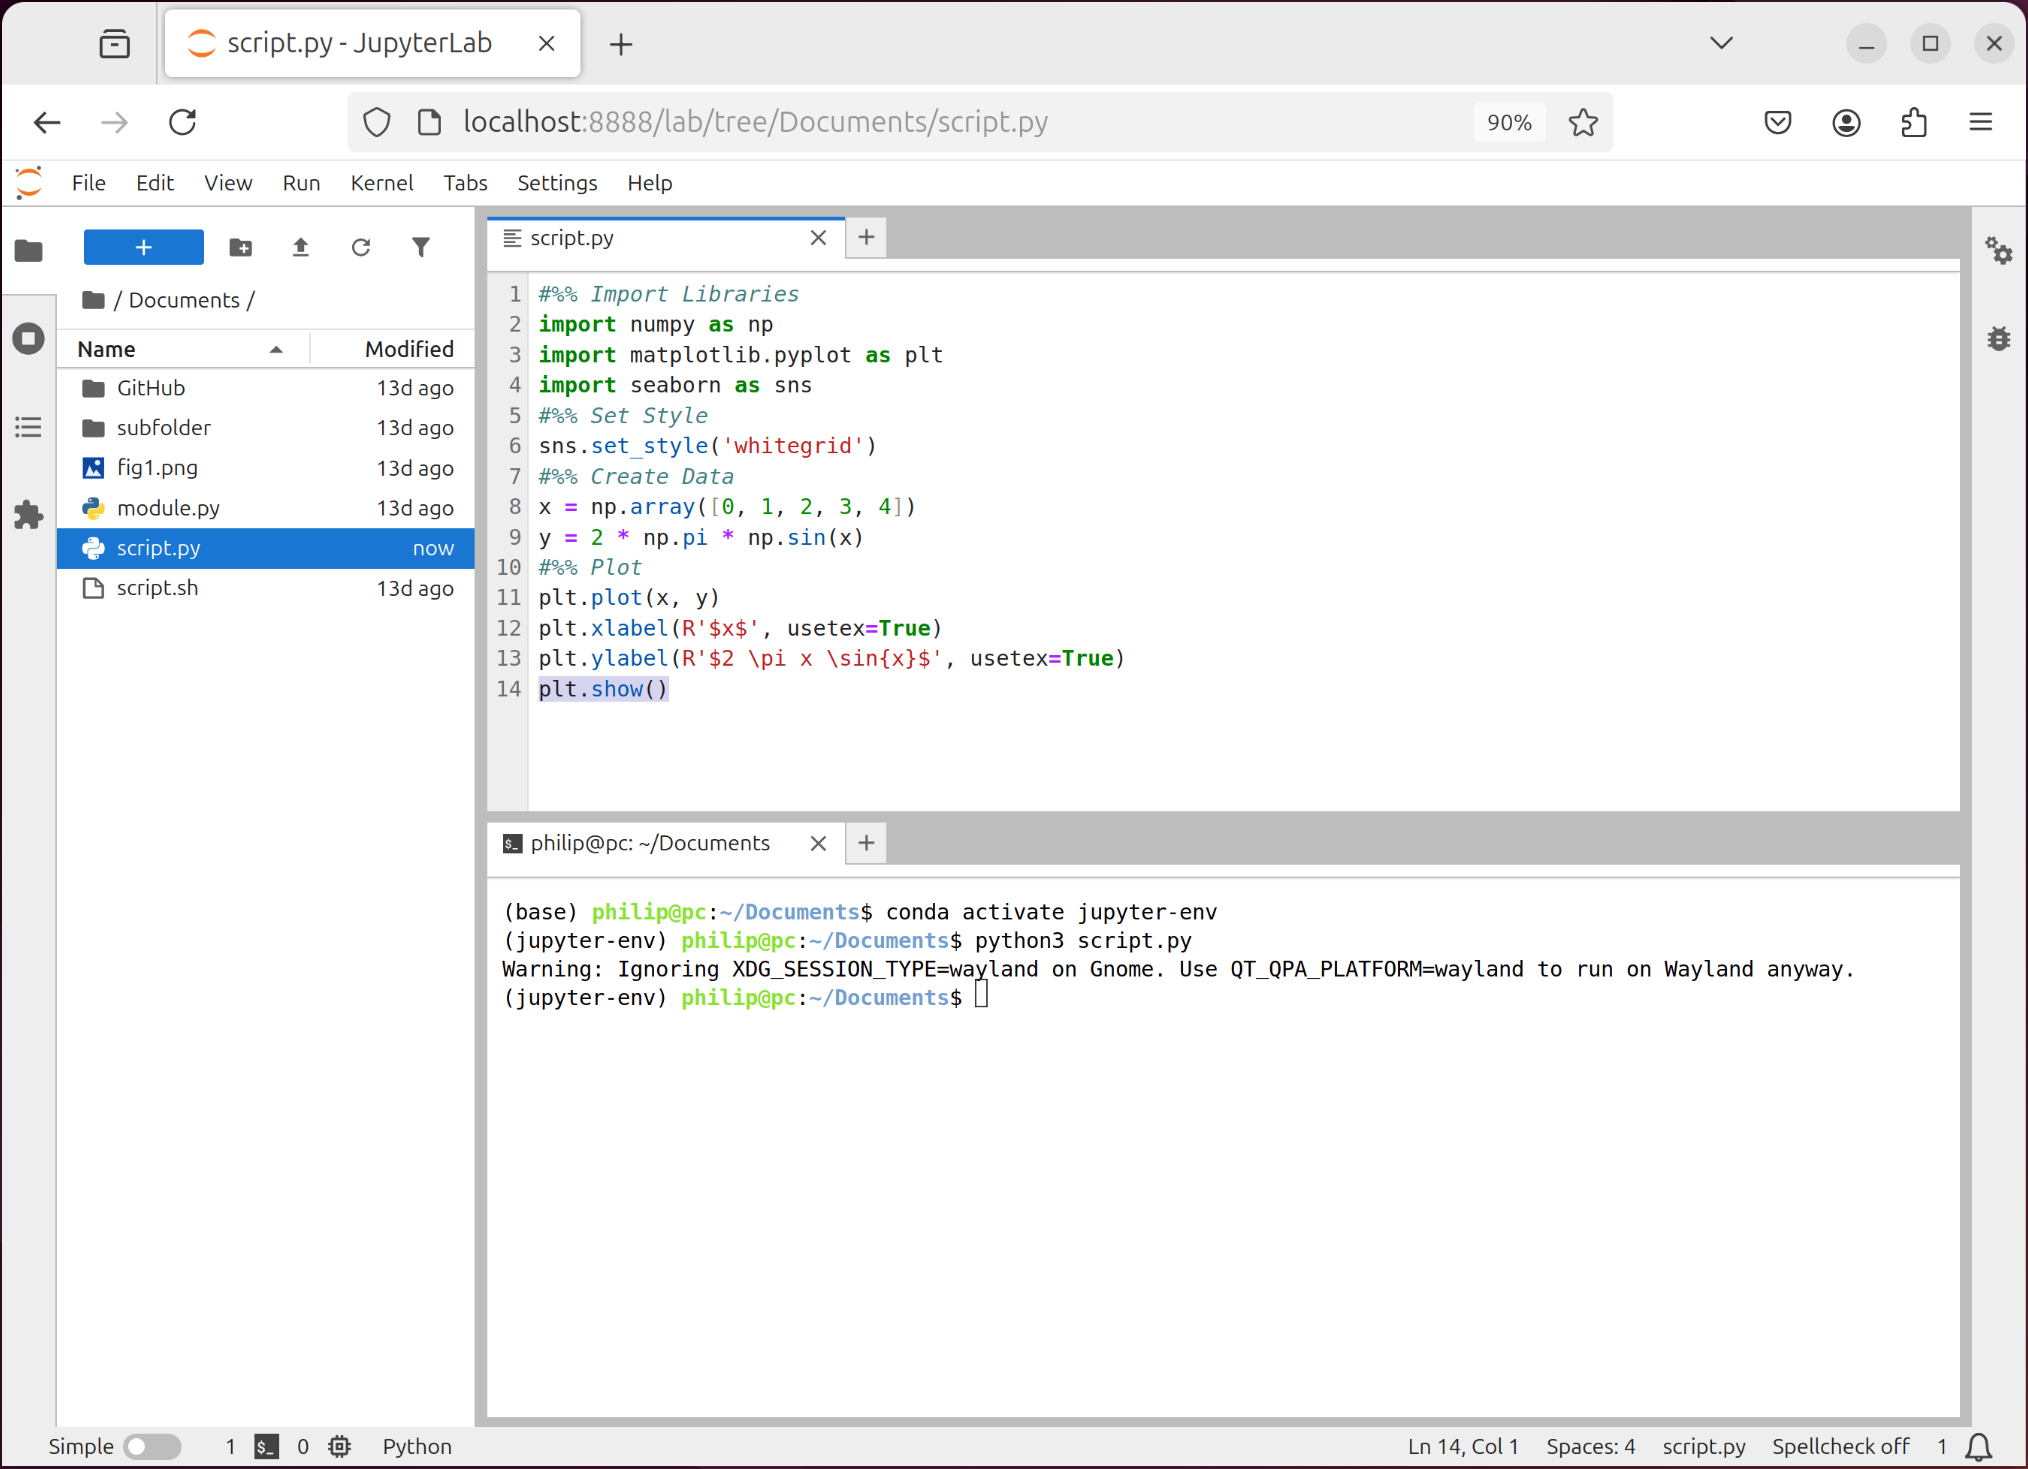 script.py - JupyterLab
localhost:8888/lab/tree/Documents/script.py
90%
File Edit View Run Kernel Tabs Settings Help
/ Documents /
Name Modified
GitHub 13d ago
subfolder 13d ago
fig1.png 13d ago
module.py 13d ago
script.py now
script.sh 13d ago
script.py
1 #%% Import Libraries
2 import numpy as np
3 import matplotlib.pyplot as plt
4 import seaborn as sns
5 #%% Set Style
6 sns.set_style('whitegrid')
7 #%% Create Data
8 x = np.array([0, 1, 2, 3, 4])
9 y = 2 * np.pi * np.sin(x)
10 #%% Plot
11 plt.plot(x, y)
12 plt.xlabel(R'$x$', usetex=True)
13 plt.ylabel(R'$2 \pi x \sin{x}$', usetex=True)
14 plt.show()
philip@pc: ~/Documents
(base) philip@pc:~/Documents$ conda activate jupyter-env
(jupyter-env) philip@pc:~/Documents$ python3 script.py
Warning: Ignoring XDG_SESSION_TYPE=wayland on Gnome. Use QT_QPA_PLATFORM=wayland to run on Wayland anyway.
(jupyter-env) philip@pc:~/Documents$
Simple 1 $_ 0 Python Ln 14, Col 1 Spaces: 4 script.py Spellcheck off 1